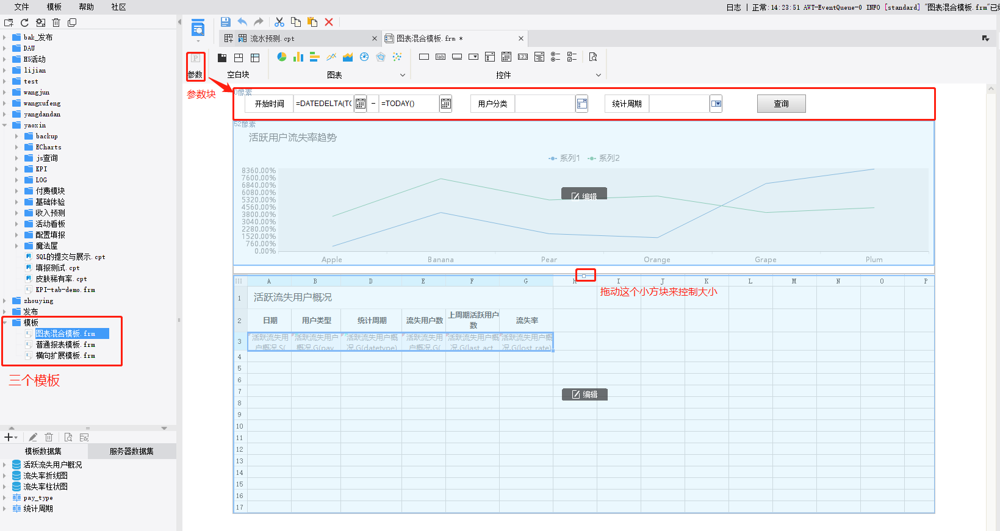 文件 模板 帮助 社区
日志 | 正常:14:23:51 AWT-EventQueue-0 INFO [standard] "图表混合模板.frm"已
流水预测.cpt
图表混合模板.frm *
参数
空白块
图表
控件
参数块
bak_发布
DAU
H5活动
lijian
test
wangjun
wangxufeng
yangdandan
yaoxin
backup
ECharts
js查询
KPI
LOG
付费模块
基础体验
收入预测
活动看板
配置填报
魔法屋
SQL的提交与展示.cpt
填报测试.cpt
皮肤稀有率.cpt
KPI-tab-demo.frm
zhouying
发布
模板
图表混合模板.frm
普通报表模板.frm
横向扩展模板.frm
三个模板
模板数据集 服务器数据集
活跃流失用户概况
流失率折线图
流失率柱状图
pay_type
统计周期
0像素
开始时间 =DATEDELTA(TO – =TODAY() 用户分类 统计周期 查询
52像素
活跃用户流失率趋势
系列1 系列2
8360.00%
7600.00%
6840.00%
6080.00%
5320.00%
4560.00%
3800.00%
3040.00%
2280.00%
1520.00%
760.00%
0.00%
编辑
Apple Banana Pear Orange Grape Plum
A B D E F G H I J K L M N O P
拖动这个小方块来控制大小
1 活跃流失用户概况
2 日期 用户类型 统计周期 流失用户数 上周期活跃用户数 流失率
3 活跃流失用户概况.S( 活跃流失用户概况.G(pay 活跃流失用户概况.G(datetype) 活跃流失用户概况.G( 活跃流失用户概况.G(last_act 活跃流失用户概况.G(lost_rate)
4
5
6
7
编辑
8
9
10
11
12
13
14
15
16
17